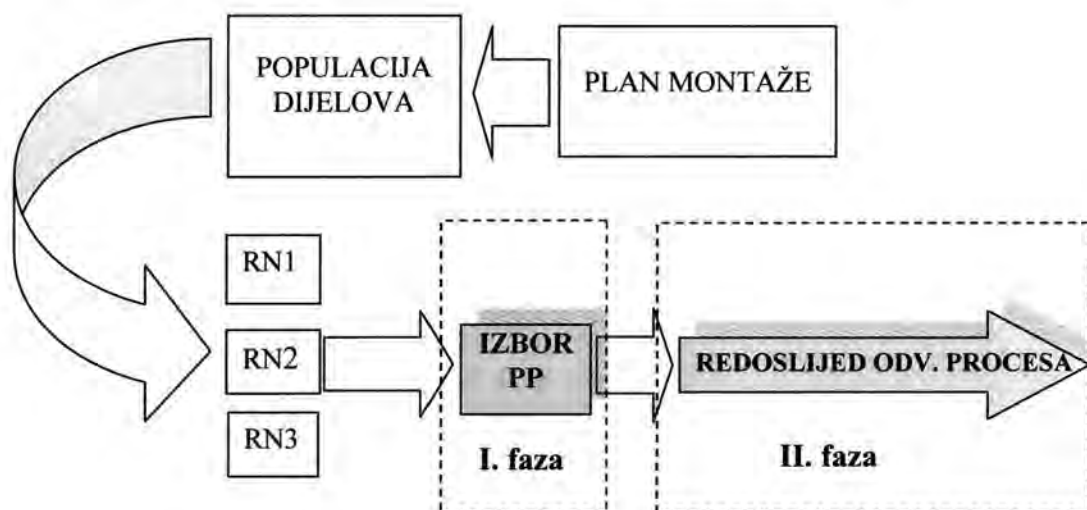 POPULACIJA
DIJELOVA
PLAN MONTAŽE
RN1
RN2
RN3
IZBOR
PP
I. faza
REDOSLIJED ODV. PROCESA
II. faza